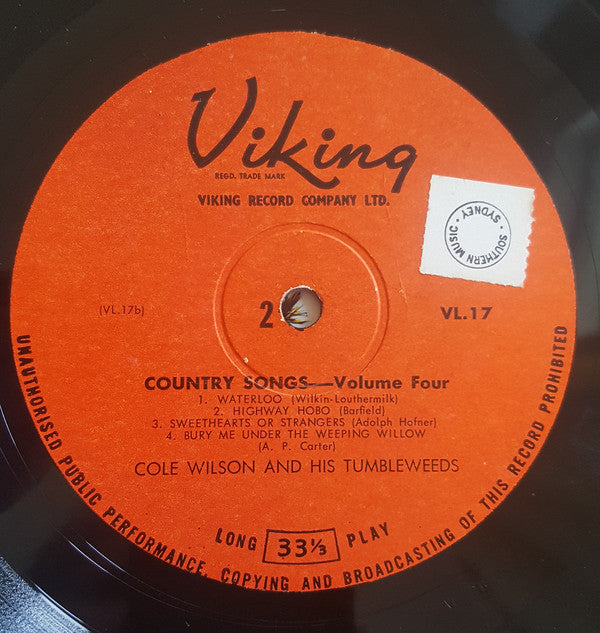 Viking
REGD. TRADE MARK
VIKING RECORD COMPANY LTD.
SOUTHERN MUSIC
SYDNEY
(VL.17b)
2
VL.17
COUNTRY SONGS—Volume Four
1. WATERLOO (Wilkin-Louthermilk)
2. HIGHWAY HOBO (Barfield)
3. SWEETHEARTS OR STRANGERS (Adolph Hofner)
4. BURY ME UNDER THE WEEPING WILLOW
(A. P. Carter)
COLE WILSON AND HIS TUMBLEWEEDS
LONG 33⅓ PLAY
UNAUTHORISED PUBLIC PERFORMANCE, COPYING AND BROADCASTING OF THIS RECORD PROHIBITED